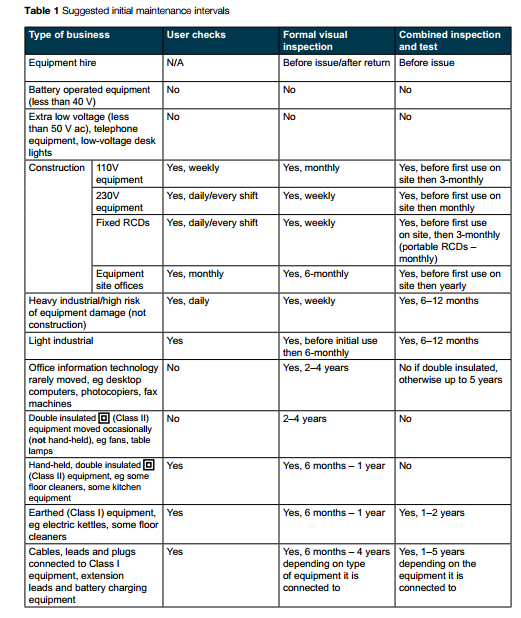 Table 1 Suggested initial maintenance intervals
Type of business User checks Formal visual inspection Combined inspection and test
Equipment hire N/A Before issue/after return Before issue
Battery operated equipment (less than 40 V) No No No
Extra low voltage (less than 50 V ac), telephone equipment, low-voltage desk lights No No No
Construction 110V equipment Yes, weekly Yes, monthly Yes, before first use on site then 3-monthly
230V equipment Yes, daily/every shift Yes, weekly Yes, before first use on site then monthly
Fixed RCDs Yes, daily/every shift Yes, weekly Yes, before first use on site, then 3-monthly (portable RCDs – monthly)
Equipment site offices Yes, monthly Yes, 6-monthly Yes, before first use on site then yearly
Heavy industrial/high risk of equipment damage (not construction) Yes, daily Yes, weekly Yes, 6–12 months
Light industrial Yes Yes, before initial use then 6-monthly Yes, 6–12 months
Office information technology rarely moved, eg desktop computers, photocopiers, fax machines No Yes, 2–4 years No if double insulated, otherwise up to 5 years
Double insulated (Class II) equipment moved occasionally (not hand-held), eg fans, table lamps No 2–4 years No
Hand-held, double insulated (Class II) equipment, eg some floor cleaners, some kitchen equipment Yes Yes, 6 months – 1 year No
Earthed (Class I) equipment, eg electric kettles, some floor cleaners Yes Yes, 6 months – 1 year Yes, 1–2 years
Cables, leads and plugs connected to Class I equipment, extension leads and battery charging equipment Yes Yes, 6 months – 4 years depending on type of equipment it is connected to Yes, 1–5 years depending on the equipment it is connected to